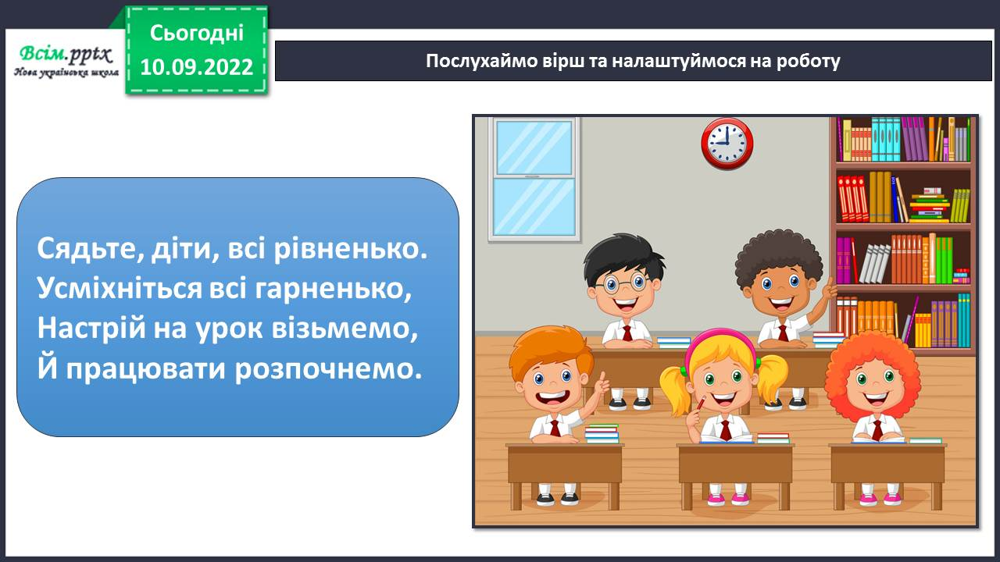 Сьогодні
10.09.2022
Всім.pptx
Нова українська школа
Послухаймо вірш та налаштуймося на роботу
Сядьте, діти, всі рівненько.
Усміхніться всі гарненько,
Настрій на урок візьмемо,
Й працювати розпочнемо.